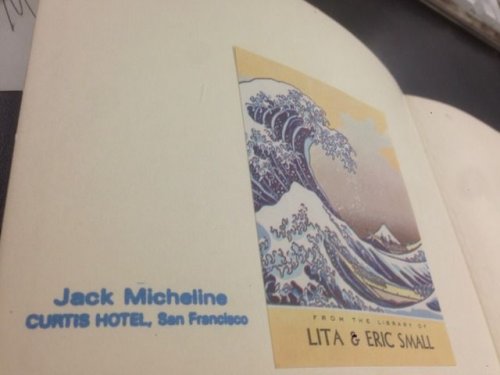 Jack Micheline
CURTIS HOTEL, San Francisco
FROM THE LIBRARY OF
LITA & ERIC SMALL